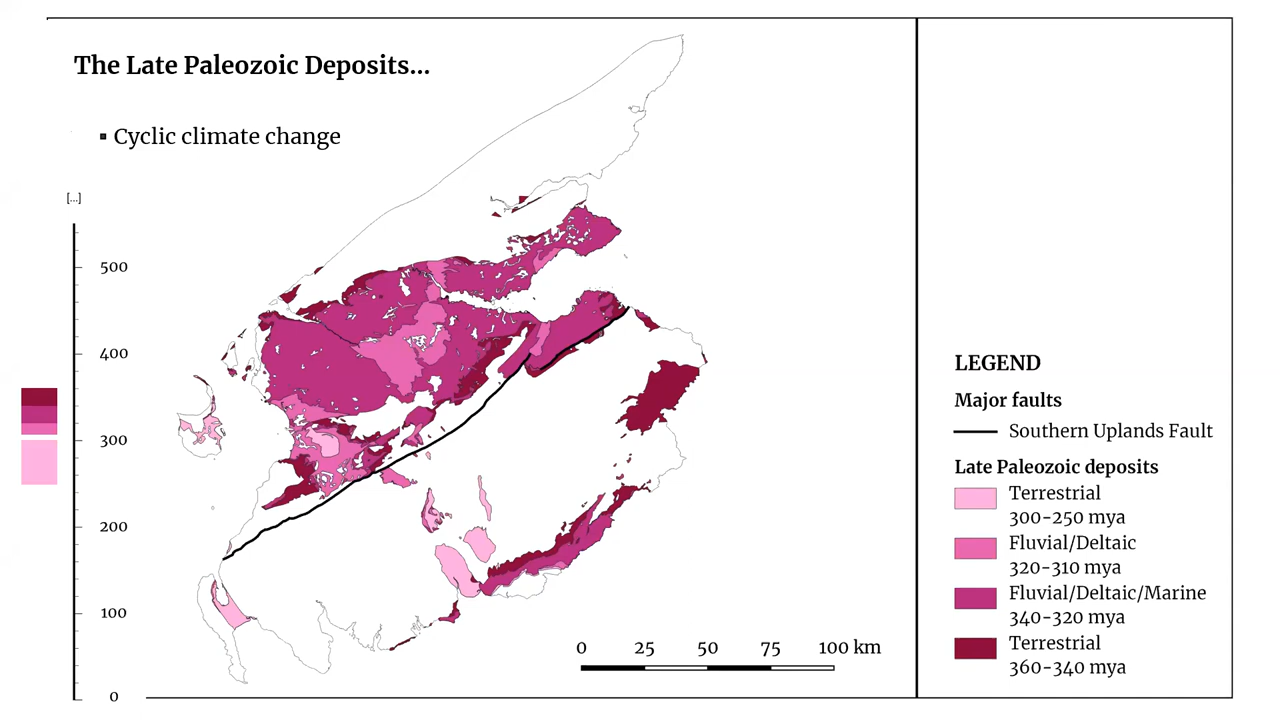 The Late Paleozoic Deposits...
▪ Cyclic climate change
[...]
500
400
300
200
100
0
0 25 50 75 100 km
LEGEND
Major faults
Southern Uplands Fault
Late Paleozoic deposits
Terrestrial
300-250 mya
Fluvial/Deltaic
320-310 mya
Fluvial/Deltaic/Marine
340-320 mya
Terrestrial
360-340 mya